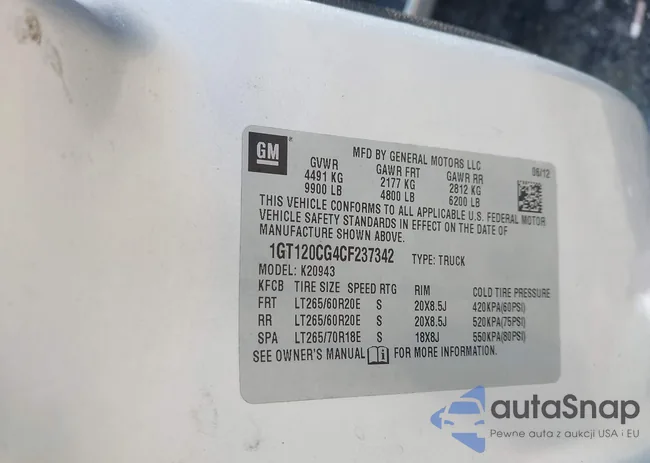 GM
MFD BY GENERAL MOTORS LLC
GVWR GAWR FRT GAWR RR 06/12
4491 KG 2177 KG 2812 KG
9900 LB 4800 LB 6200 LB
THIS VEHICLE CONFORMS TO ALL APPLICABLE U.S. FEDERAL MOTOR
VEHICLE SAFETY STANDARDS IN EFFECT ON THE DATE OF
MANUFACTURE SHOWN ABOVE.
1GT120CG4CF237342 TYPE: TRUCK
MODEL: K20943
KFCB TIRE SIZE SPEED RTG RIM COLD TIRE PRESSURE
FRT LT265/60R20E S 20X8.5J 420KPA(60PSI)
RR LT265/60R20E S 20X8.5J 520KPA(75PSI)
SPA LT265/70R18E S 18X8J 550KPA(80PSI)
SEE OWNER'S MANUAL FOR MORE INFORMATION.
autaSnap
Pewne auta z aukcji USA i EU